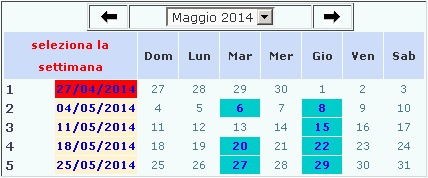 Maggio 2014
seleziona la settimana Dom Lun Mar Mer Gio Ven Sab
1 27/04/2014 27 28 29 30 1 2 3
2 04/05/2014 4 5 6 7 8 9 10
3 11/05/2014 11 12 13 14 15 16 17
4 18/05/2014 18 19 20 21 22 23 24
5 25/05/2014 25 26 27 28 29 30 31